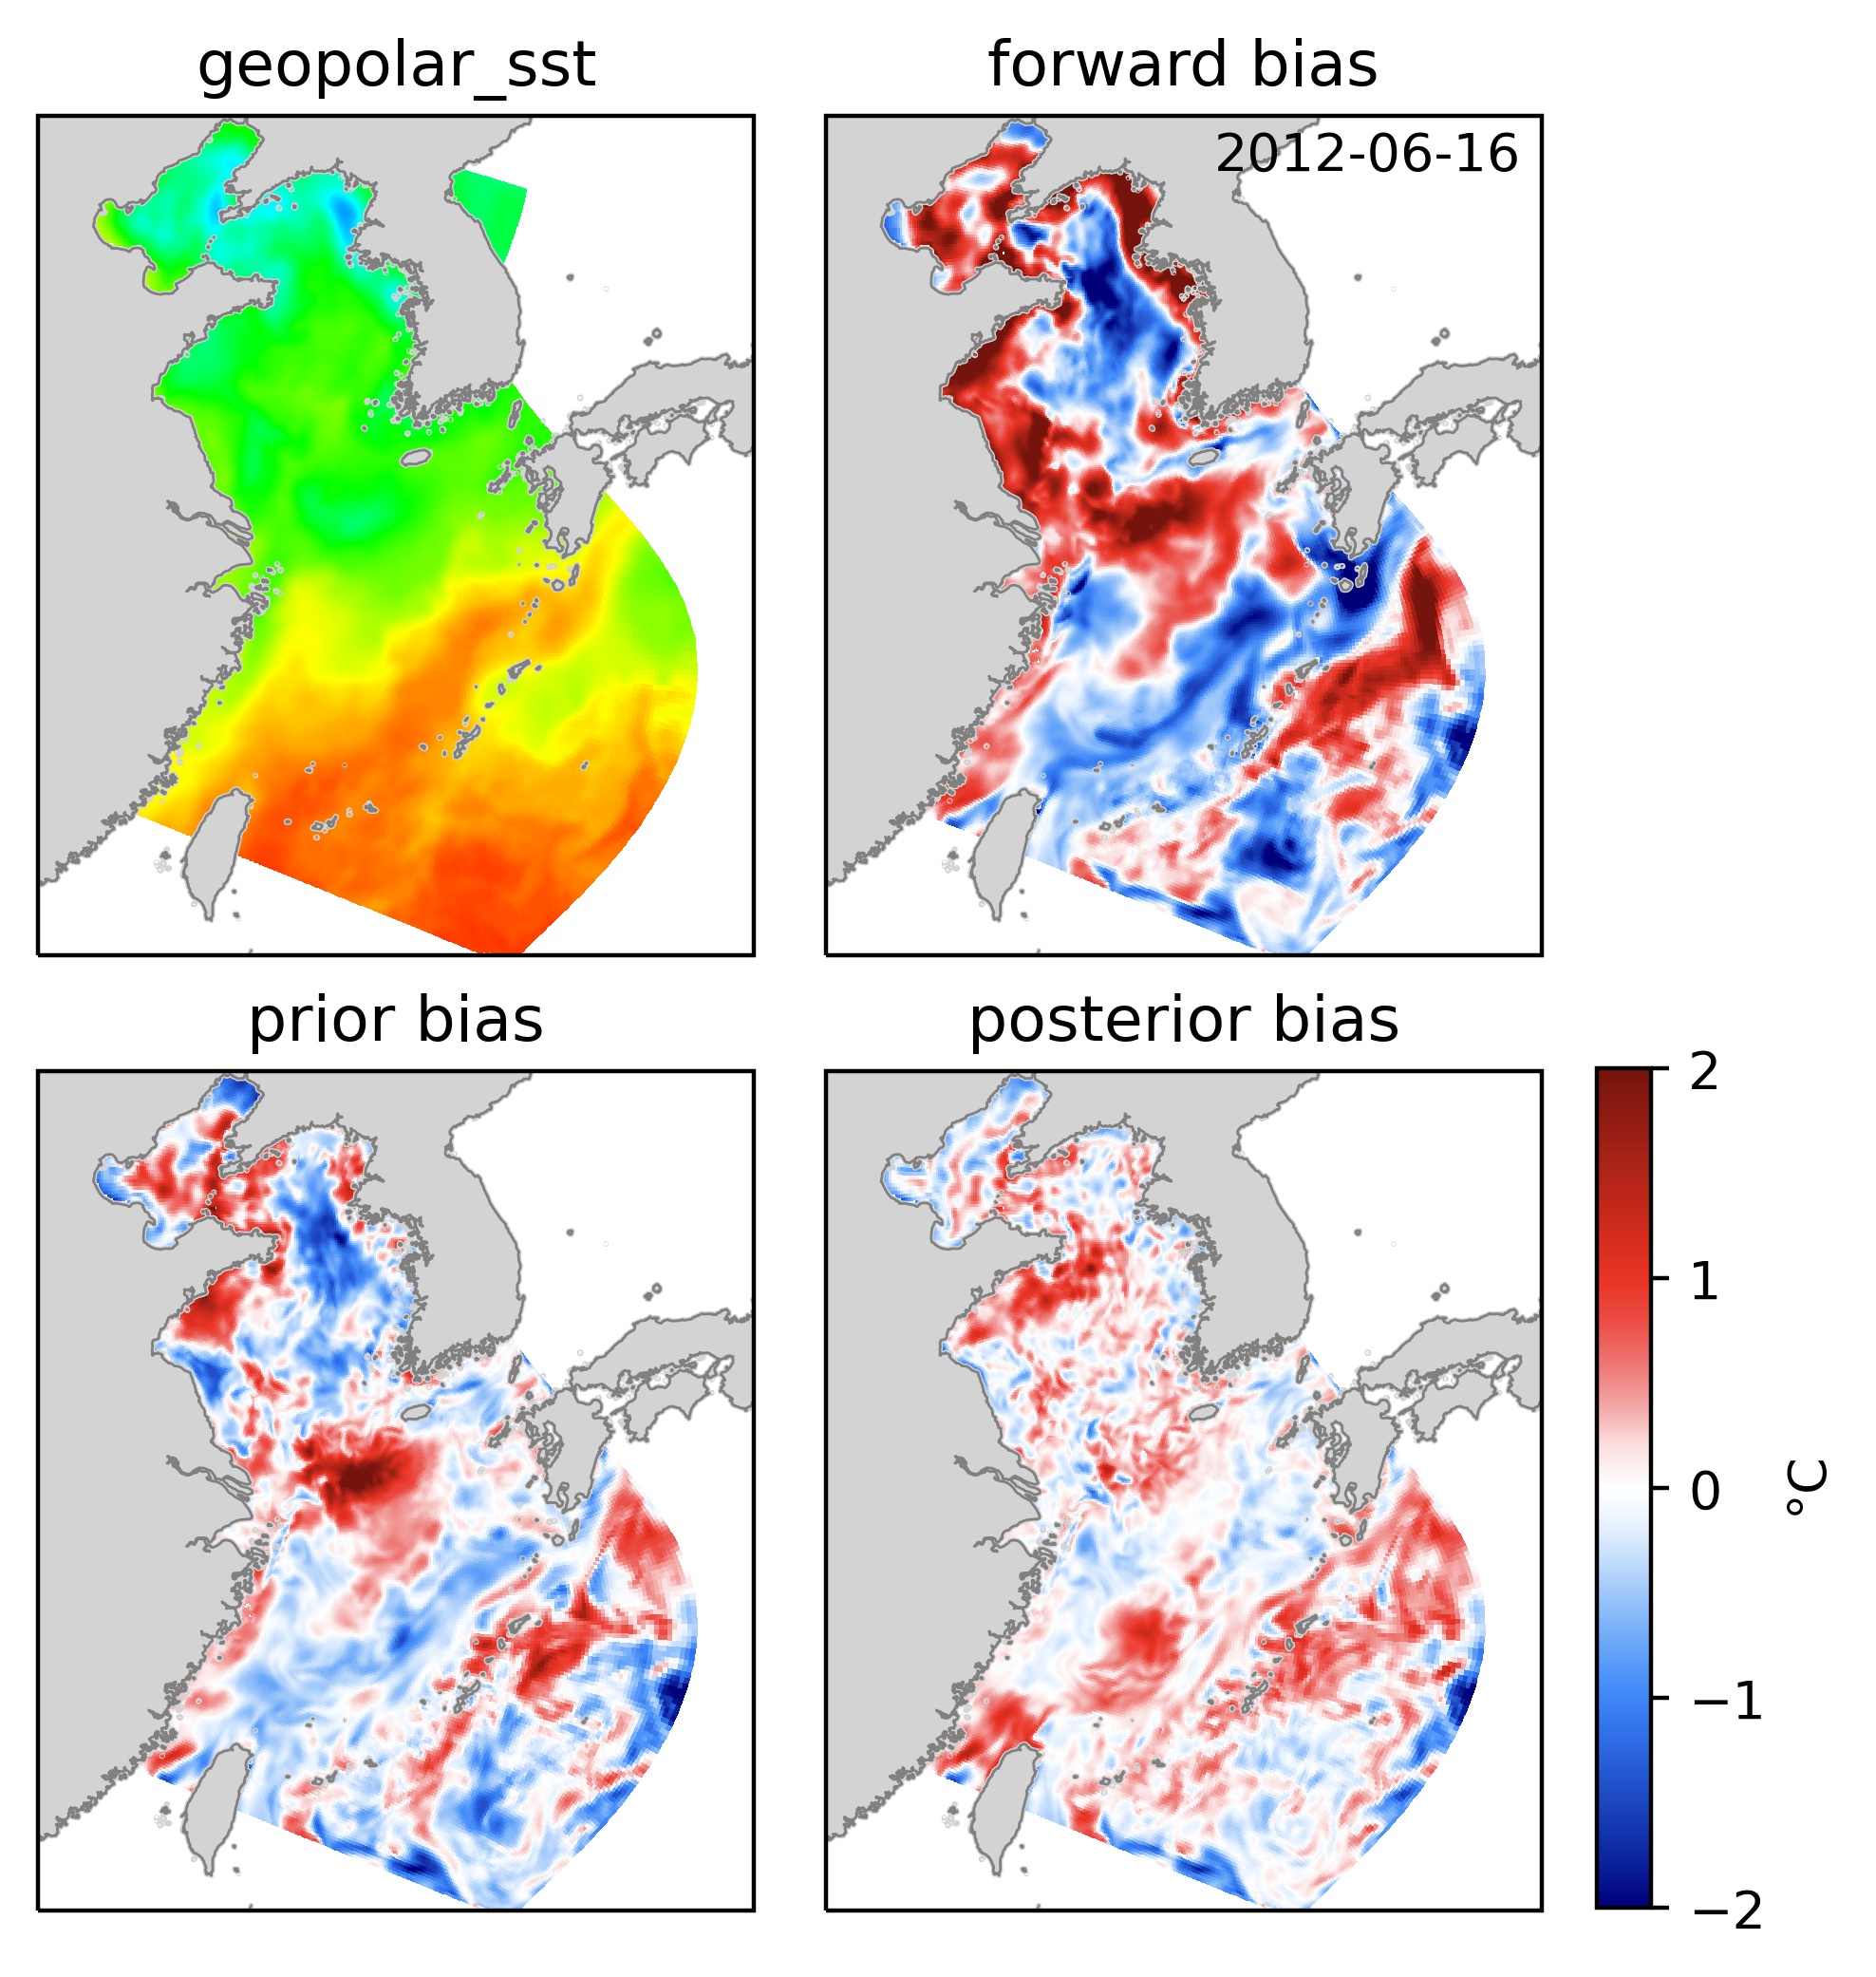 geopolar_sst
forward bias
2012-06-16
prior bias
posterior bias
2
1
0
−1
−2
°C